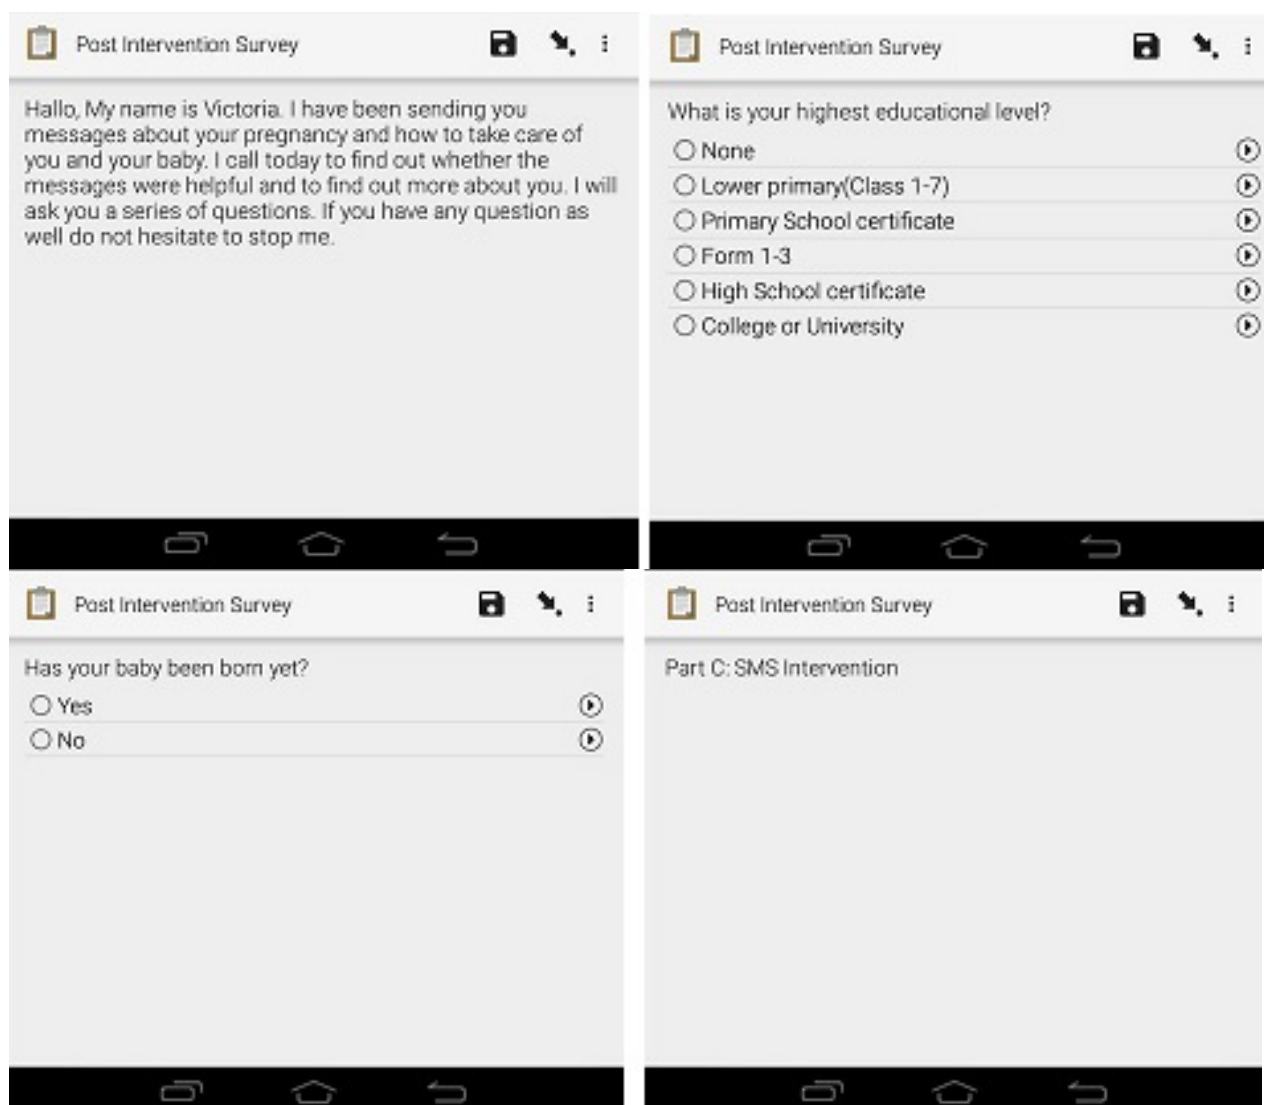 Post Intervention Survey
Hallo, My name is Victoria. I have been sending you
messages about your pregnancy and how to take care of
you and your baby. I call today to find out whether the
messages were helpful and to find out more about you. I will
ask you a series of questions. If you have any question as
well do not hesitate to stop me.
Post Intervention Survey
What is your highest educational level?
None
Lower primary(Class 1-7)
Primary School certificate
Form 1-3
High School certificate
College or University
Post Intervention Survey
Has your baby been born yet?
Yes
No
Post Intervention Survey
Part C: SMS Intervention